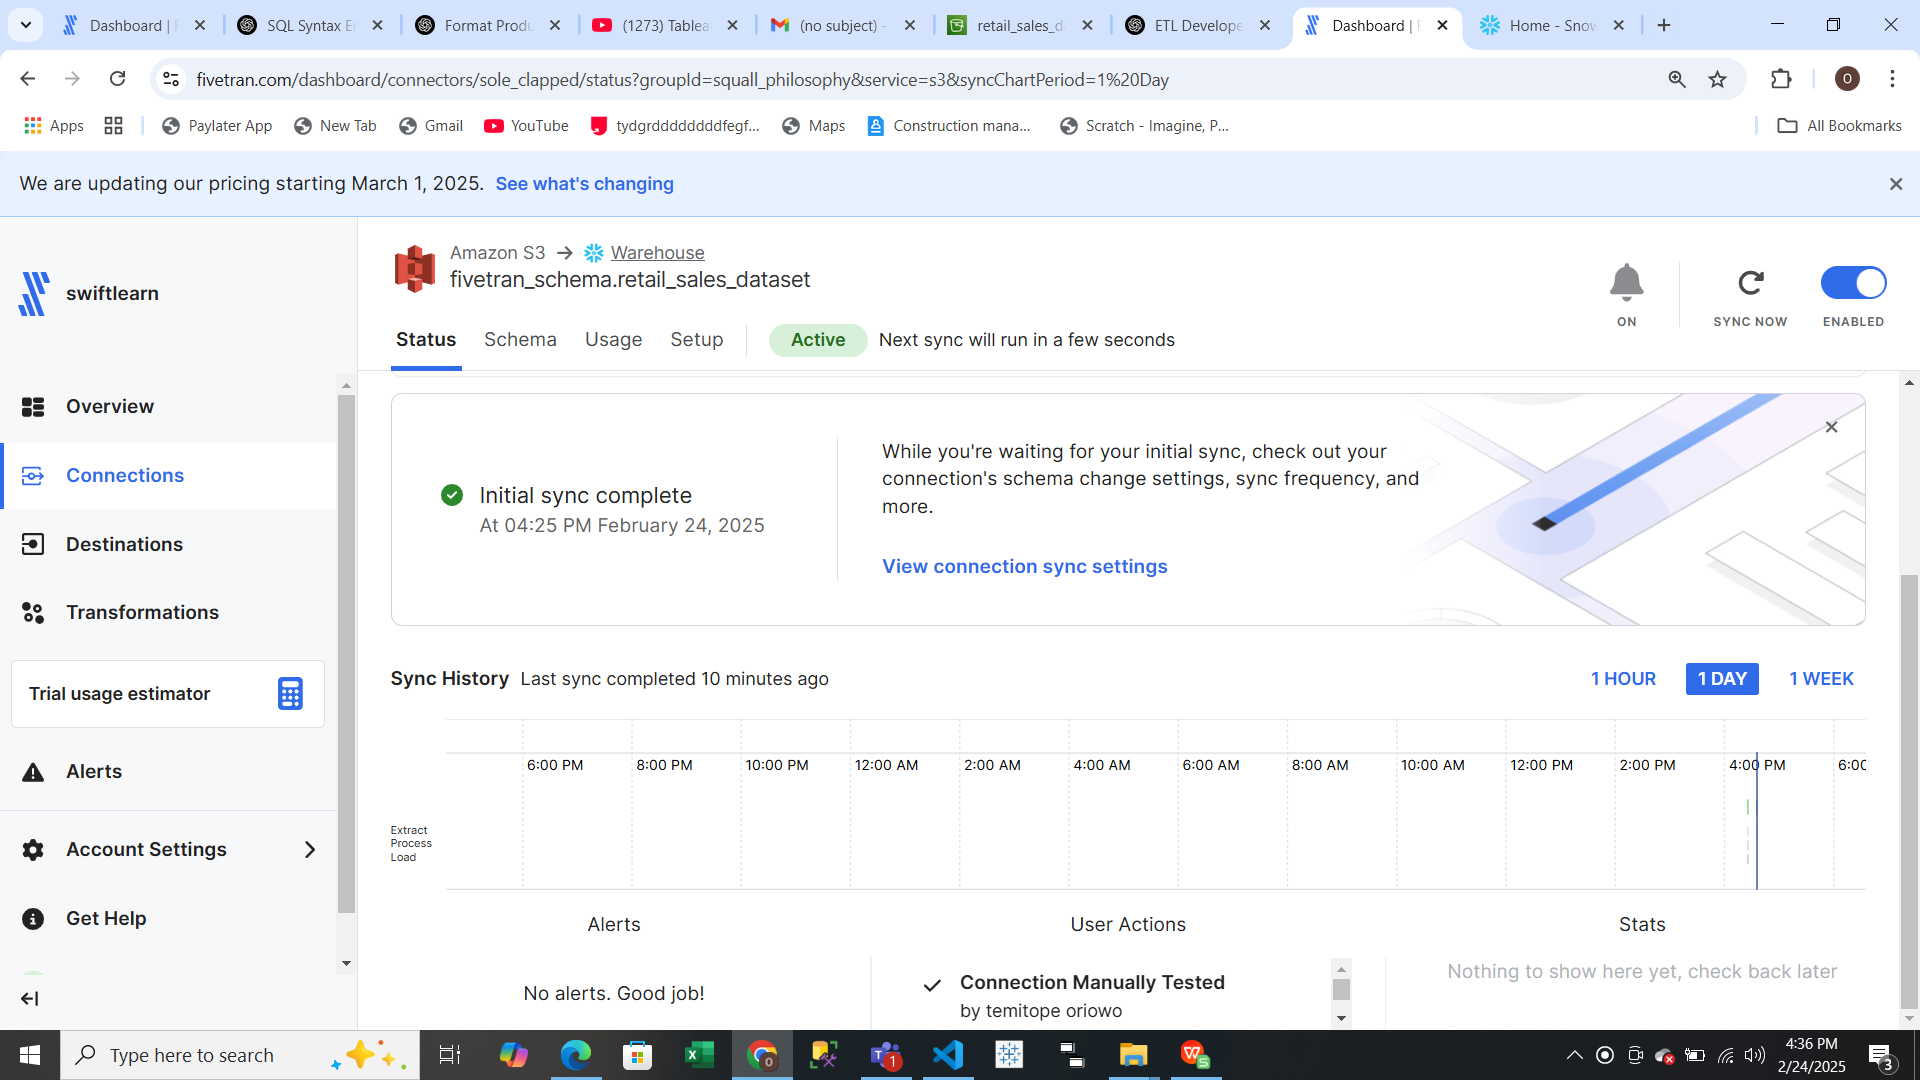 Dashboard | F
SQL Syntax Er
Format Produ
(1273) Tableau
(no subject) -
retail_sales_da
ETL Develope
Dashboard | F
Home - Snow
fivetran.com/dashboard/connectors/sole_clapped/status?groupId=squall_philosophy&service=s3&syncChartPeriod=1%20Day
O
Apps
Paylater App
New Tab
Gmail
YouTube
tydgrdddddddfegf...
Maps
Construction mana...
Scratch - Imagine, P...
All Bookmarks
We are updating our pricing starting March 1, 2025. See what's changing
swiftlearn
Amazon S3 → Warehouse
fivetran_schema.retail_sales_dataset
ON
SYNC NOW
ENABLED
Status
Schema
Usage
Setup
Active
Next sync will run in a few seconds
Overview
Connections
Destinations
Transformations
Trial usage estimator
Alerts
Account Settings
Get Help
Initial sync complete
At 04:25 PM February 24, 2025
While you're waiting for your initial sync, check out your
connection's schema change settings, sync frequency, and
more.
View connection sync settings
Sync History Last sync completed 10 minutes ago
1 HOUR
1 DAY
1 WEEK
6:00 PM
8:00 PM
10:00 PM
12:00 AM
2:00 AM
4:00 AM
6:00 AM
8:00 AM
10:00 AM
12:00 PM
2:00 PM
4:00 PM
6:00
Extract
Process
Load
Alerts
User Actions
Stats
No alerts. Good job!
Connection Manually Tested
by temitope oriowo
Nothing to show here yet, check back later
Type here to search
1
4:36 PM
2/24/2025
3